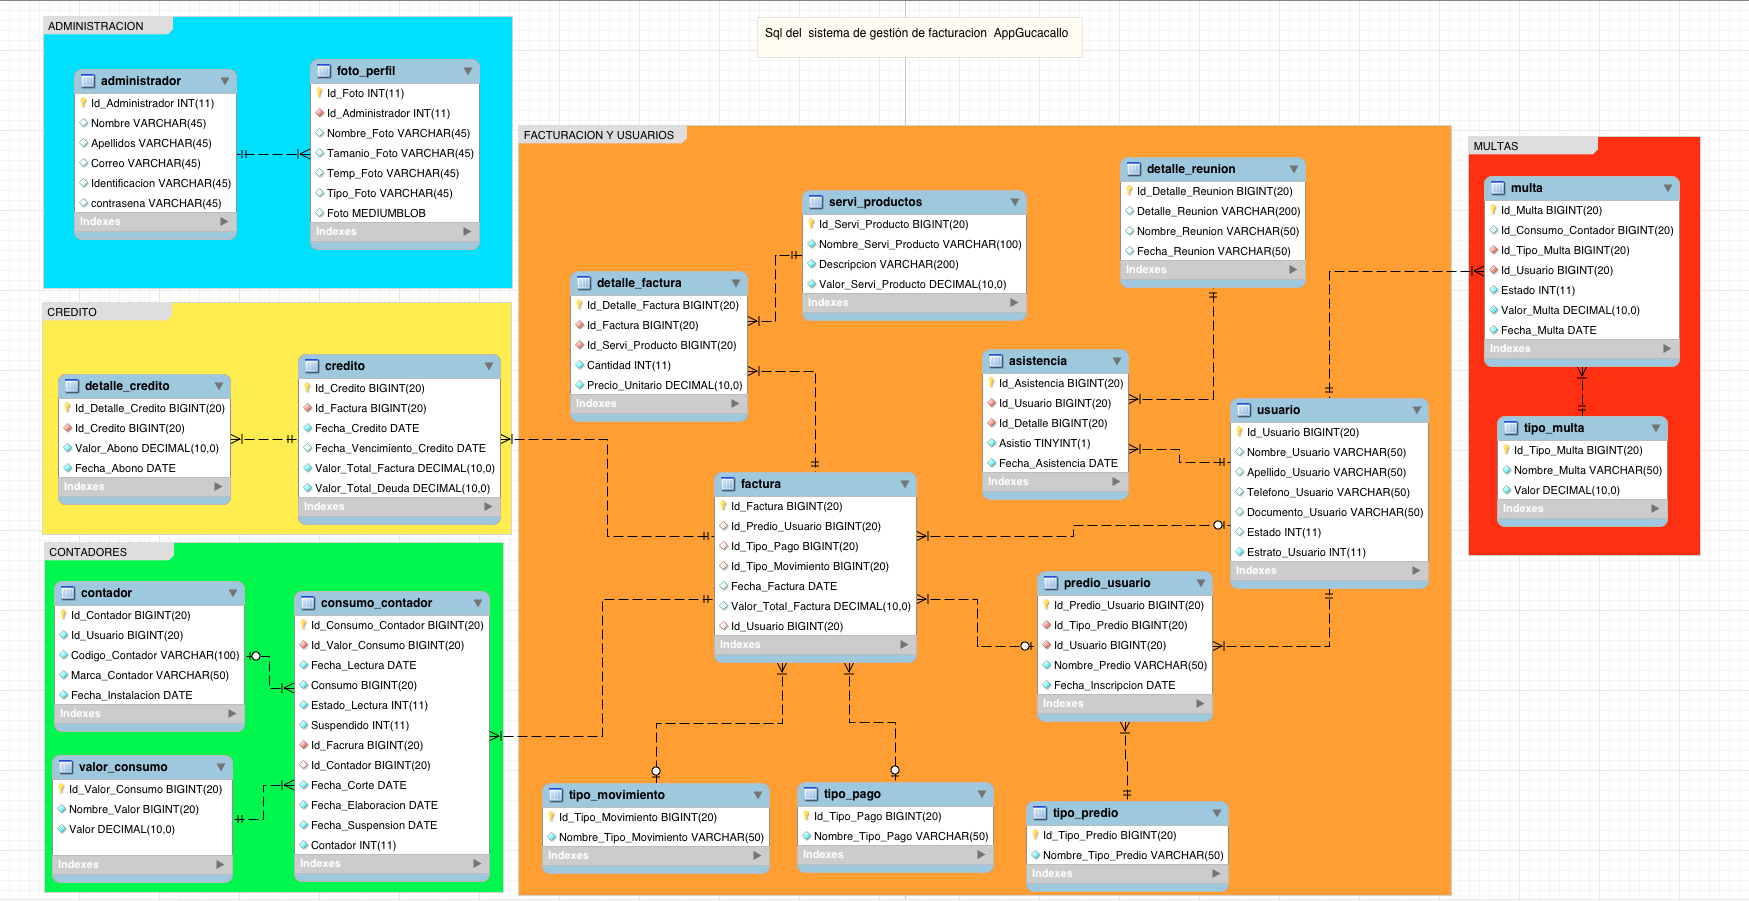 Sql del sistema de gestión de facturacion AppGucacallo
ADMINISTRACION
administrador
Id_Administrador INT(11)
Nombre VARCHAR(45)
Apellidos VARCHAR(45)
Correo VARCHAR(45)
Identificacion VARCHAR(45)
contrasena VARCHAR(45)
Indexes
foto_perfil
Id_Foto INT(11)
Id_Administrador INT(11)
Nombre_Foto VARCHAR(45)
Tamanio_Foto VARCHAR(45)
Temp_Foto VARCHAR(45)
Tipo_Foto VARCHAR(45)
Foto MEDIUMBLOB
Indexes
CREDITO
detalle_credito
Id_Detalle_Credito BIGINT(20)
Id_Credito BIGINT(20)
Valor_Abono DECIMAL(10,0)
Fecha_Abono DATE
Indexes
credito
Id_Credito BIGINT(20)
Id_Factura BIGINT(20)
Fecha_Credito DATE
Fecha_Vencimiento_Credito DATE
Valor_Total_Factura DECIMAL(10,0)
Valor_Total_Deuda DECIMAL(10,0)
Indexes
CONTADORES
contador
Id_Contador BIGINT(20)
Id_Usuario BIGINT(20)
Codigo_Contador VARCHAR(100)
Marca_Contador VARCHAR(50)
Fecha_Instalacion DATE
Indexes
valor_consumo
Id_Valor_Consumo BIGINT(20)
Nombre_Valor BIGINT(20)
Valor DECIMAL(10,0)
Indexes
consumo_contador
Id_Consumo_Contador BIGINT(20)
Id_Valor_Consumo BIGINT(20)
Fecha_Lectura DATE
Consumo BIGINT(20)
Estado_Lectura INT(11)
Suspendido INT(11)
Id_Facrura BIGINT(20)
Id_Contador BIGINT(20)
Fecha_Corte DATE
Fecha_Elaboracion DATE
Fecha_Suspension DATE
Contador INT(11)
Indexes
FACTURACION Y USUARIOS
detalle_factura
Id_Detalle_Factura BIGINT(20)
Id_Factura BIGINT(20)
Id_Servi_Producto BIGINT(20)
Cantidad INT(11)
Precio_Unitario DECIMAL(10,0)
Indexes
servi_productos
Id_Servi_Producto BIGINT(20)
Nombre_Servi_Producto VARCHAR(100)
Descripcion VARCHAR(200)
Valor_Servi_Producto DECIMAL(10,0)
Indexes
detalle_reunion
Id_Detalle_Reunion BIGINT(20)
Detalle_Reunion VARCHAR(200)
Nombre_Reunion VARCHAR(50)
Fecha_Reunion VARCHAR(50)
Indexes
asistencia
Id_Asistencia BIGINT(20)
Id_Usuario BIGINT(20)
Id_Detalle BIGINT(20)
Asistio TINYINT(1)
Fecha_Asistencia DATE
Indexes
usuario
Id_Usuario BIGINT(20)
Nombre_Usuario VARCHAR(50)
Apellido_Usuario VARCHAR(50)
Telefono_Usuario VARCHAR(50)
Documento_Usuario VARCHAR(50)
Estado INT(11)
Estrato_Usuario INT(11)
Indexes
factura
Id_Factura BIGINT(20)
Id_Predio_Usuario BIGINT(20)
Id_Tipo_Pago BIGINT(20)
Id_Tipo_Movimiento BIGINT(20)
Fecha_Factura DATE
Valor_Total_Factura DECIMAL(10,0)
Id_Usuario BIGINT(20)
Indexes
predio_usuario
Id_Predio_Usuario BIGINT(20)
Id_Tipo_Predio BIGINT(20)
Id_Usuario BIGINT(20)
Nombre_Predio VARCHAR(50)
Fecha_Inscripcion DATE
Indexes
tipo_movimiento
Id_Tipo_Movimiento BIGINT(20)
Nombre_Tipo_Movimiento VARCHAR(50)
Indexes
tipo_pago
Id_Tipo_Pago BIGINT(20)
Nombre_Tipo_Pago VARCHAR(50)
Indexes
tipo_predio
Id_Tipo_Predio BIGINT(20)
Nombre_Tipo_Predio VARCHAR(50)
Indexes
MULTAS
multa
Id_Multa BIGINT(20)
Id_Consumo_Contador BIGINT(20)
Id_Tipo_Multa BIGINT(20)
Id_Usuario BIGINT(20)
Estado INT(11)
Valor_Multa DECIMAL(10,0)
Fecha_Multa DATE
Indexes
tipo_multa
Id_Tipo_Multa BIGINT(20)
Nombre_Multa VARCHAR(50)
Valor DECIMAL(10,0)
Indexes